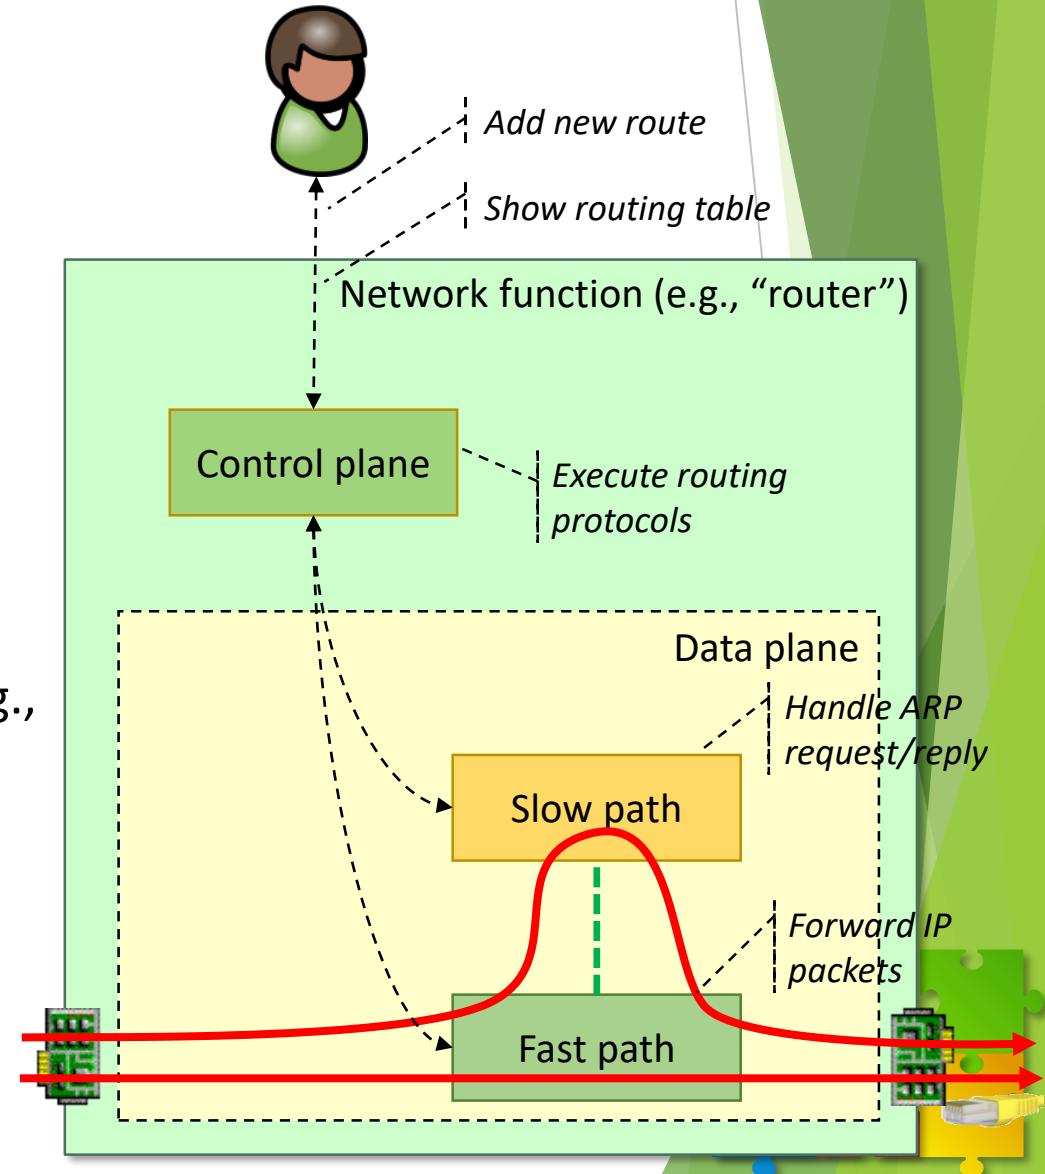 Add new route
Show routing table
Network function (e.g., “router”)
Control plane
Execute routing
protocols
Data plane
g.,
Handle ARP
request/reply
Slow path
Forward IP
packets
Fast path